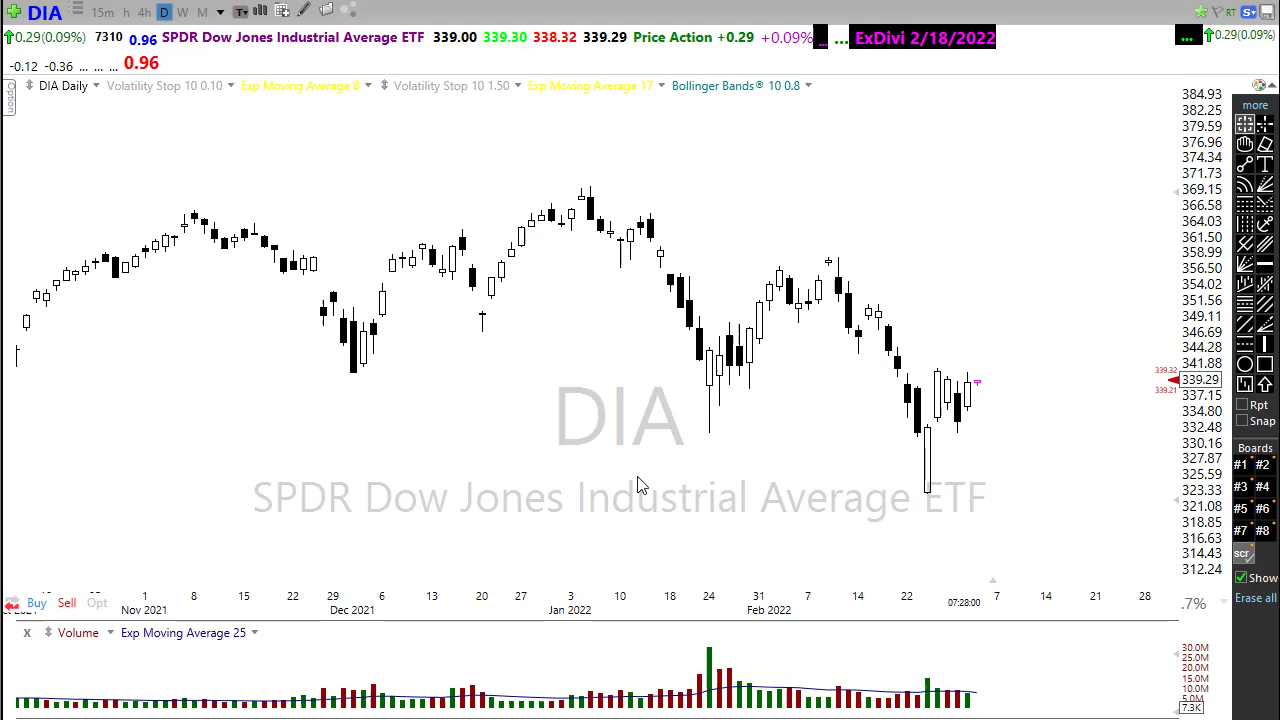 DIA 15m h 4h D W M T RT S
0.29(0.09%) 7310 0.96 SPDR Dow Jones Industrial Average ETF 339.00 339.30 338.32 339.29 Price Action +0.29 +0.09% ... ... ExDivi 2/18/2022 ... 0.29(0.09%)
-0.12 -0.36 ... ... ... 0.96
Option
DIA Daily Volatility Stop 10 0.10 Exp Moving Average 8 Volatility Stop 10 1.50 Exp Moving Average 17 Bollinger Bands® 10 0.8
384.93
more
382.25
379.59
376.96
374.34
371.73
369.15
366.58
364.03
361.50
358.99
356.50
354.02
351.56
349.11
346.69
344.28
341.88
339.32
339.29
339.21
337.15
Rpt
334.80
Snap
332.48
DIA
330.16
Boards
327.87
#1 #2
325.59
#3 #4
323.33
SPDR Dow Jones Industrial Average ETF
321.08
#5 #6
318.85
#7 #8
316.63
scr
314.43
312.24
Show
Erase all
1 8 15 22 29 6 13 20 27 3 10 18 24 7 14 22 7 14 21 28
Buy Sell Opt
Nov 2021 Dec 2021 Jan 2022 Feb 2022 07:28:00
.7%
x Volume Exp Moving Average 25
30.0M
25.0M
20.0M
15.0M
10.0M
5.0M
7.3K